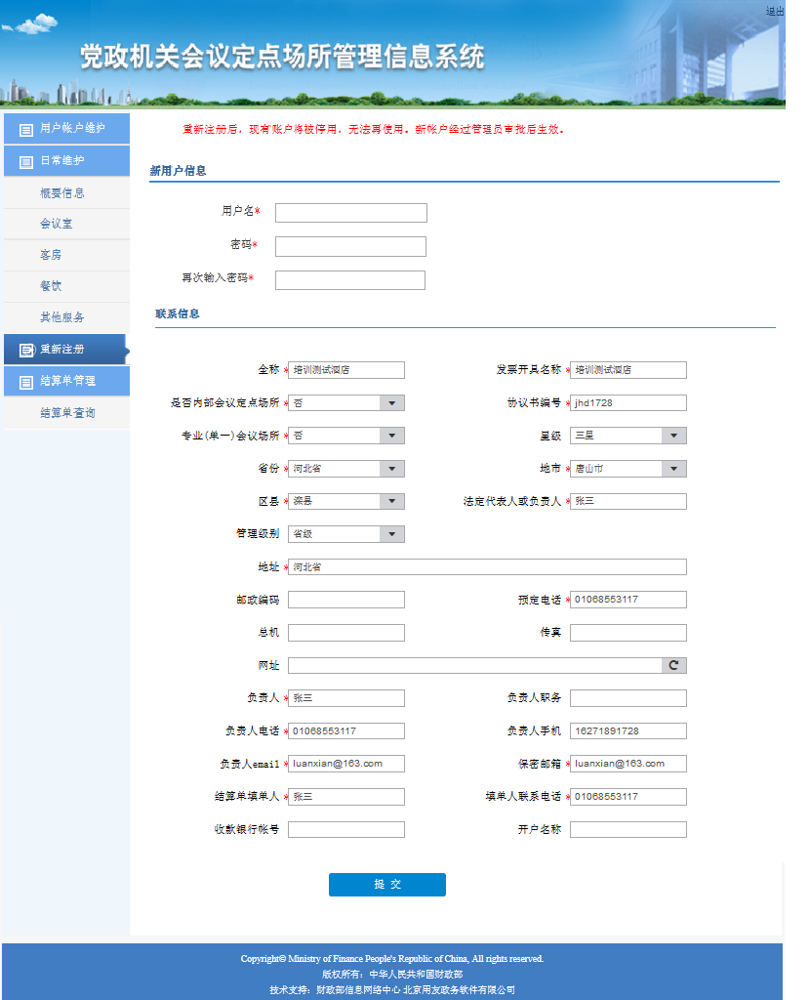 退出
党政机关会议定点场所管理信息系统
用户帐户维护
日常维护
概要信息
会议室
客房
餐饮
其他服务
重新注册
结算单管理
结算单查询
重新注册后，现有账户将被停用，无法再使用。新帐户经过管理员审批后生效。
新用户信息
用户名*
密码*
再次输入密码*
联系信息
全称 * 培训测试酒店 发票开具名称 * 培训测试酒店
是否内部会议定点场所 * 否 协议书编号 * jhd1728
专业(单一)会议场所 * 否 星级 三星
省份 * 河北省 地市 * 唐山市
区县 * 滦县 法定代表人或负责人 * 张三
管理级别 省级
地址 * 河北省
邮政编码 预定电话 * 01068553117
总机 传真
网址
负责人 * 张三 负责人职务
负责人电话 * 01068553117 负责人手机 16271891728
负责人email * luanxian@163.com 保密邮箱 * luanxian@163.com
结算单填单人 * 张三 填单人联系电话 * 01068553117
收款银行帐号 开户名称
提 交
Copyright© Ministry of Finance People's Republic of China, All rights reserved.
版权所有：中华人民共和国财政部
技术支持：财政部信息网络中心 北京用友政务软件有限公司